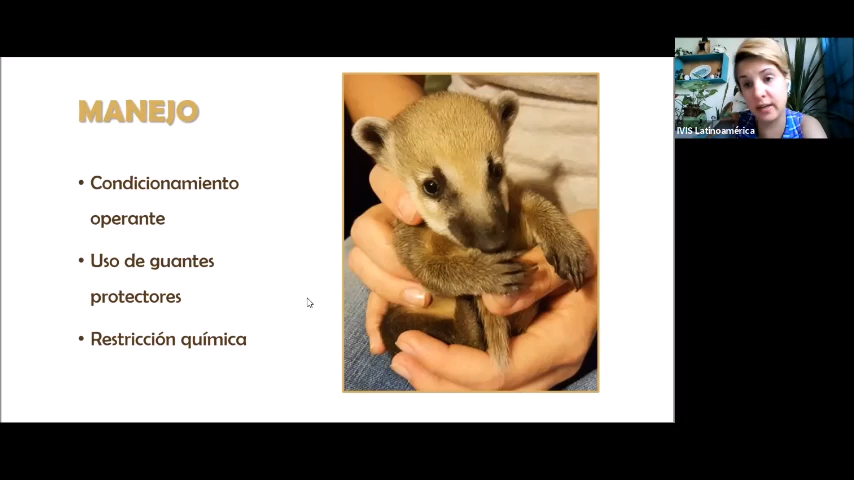 MANEJO
• Condicionamiento
operante
• Uso de guantes
protectores
• Restricción química
IVIS Latinoamérica